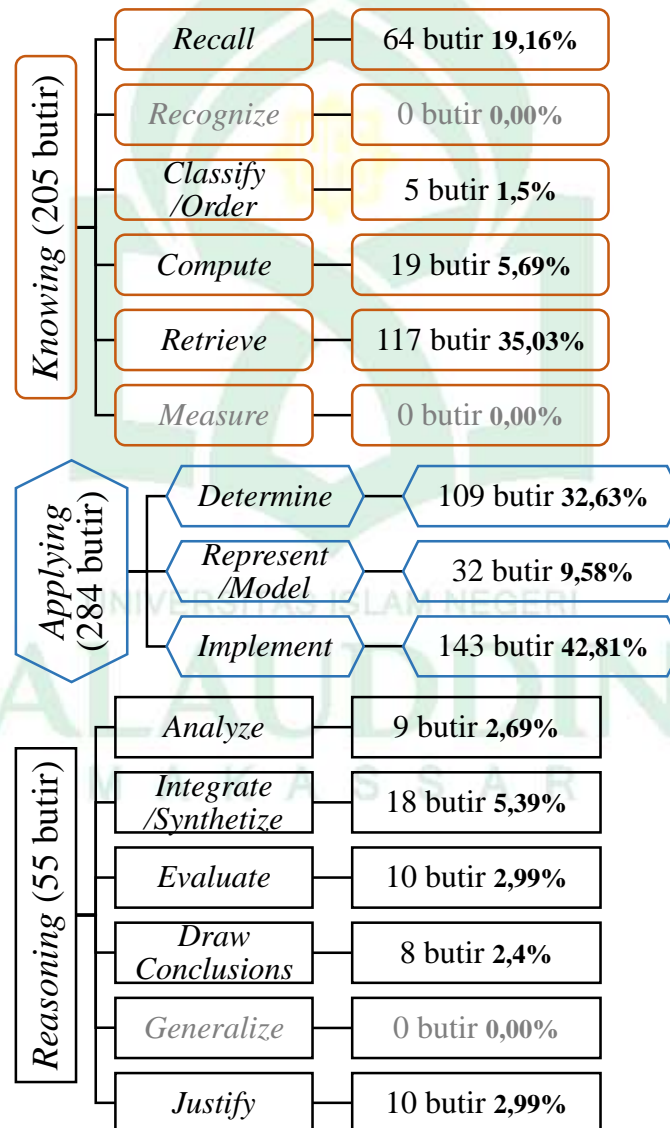 Knowing (205 butir)
Recall
64 butir 19,16%
Recognize
0 butir 0,00%
Classify
/Order
5 butir 1,5%
Compute
19 butir 5,69%
Retrieve
117 butir 35,03%
Measure
0 butir 0,00%
Applying
(284 butir)
Determine
109 butir 32,63%
Represent
/Model
32 butir 9,58%
Implement
143 butir 42,81%
UNIVERSITAS ISLAM NEGERI
ALAUDDIN
MAKASSAR
Reasoning (55 butir)
Analyze
9 butir 2,69%
Integrate
/Synthetize
18 butir 5,39%
Evaluate
10 butir 2,99%
Draw
Conclusions
8 butir 2,4%
Generalize
0 butir 0,00%
Justify
10 butir 2,99%